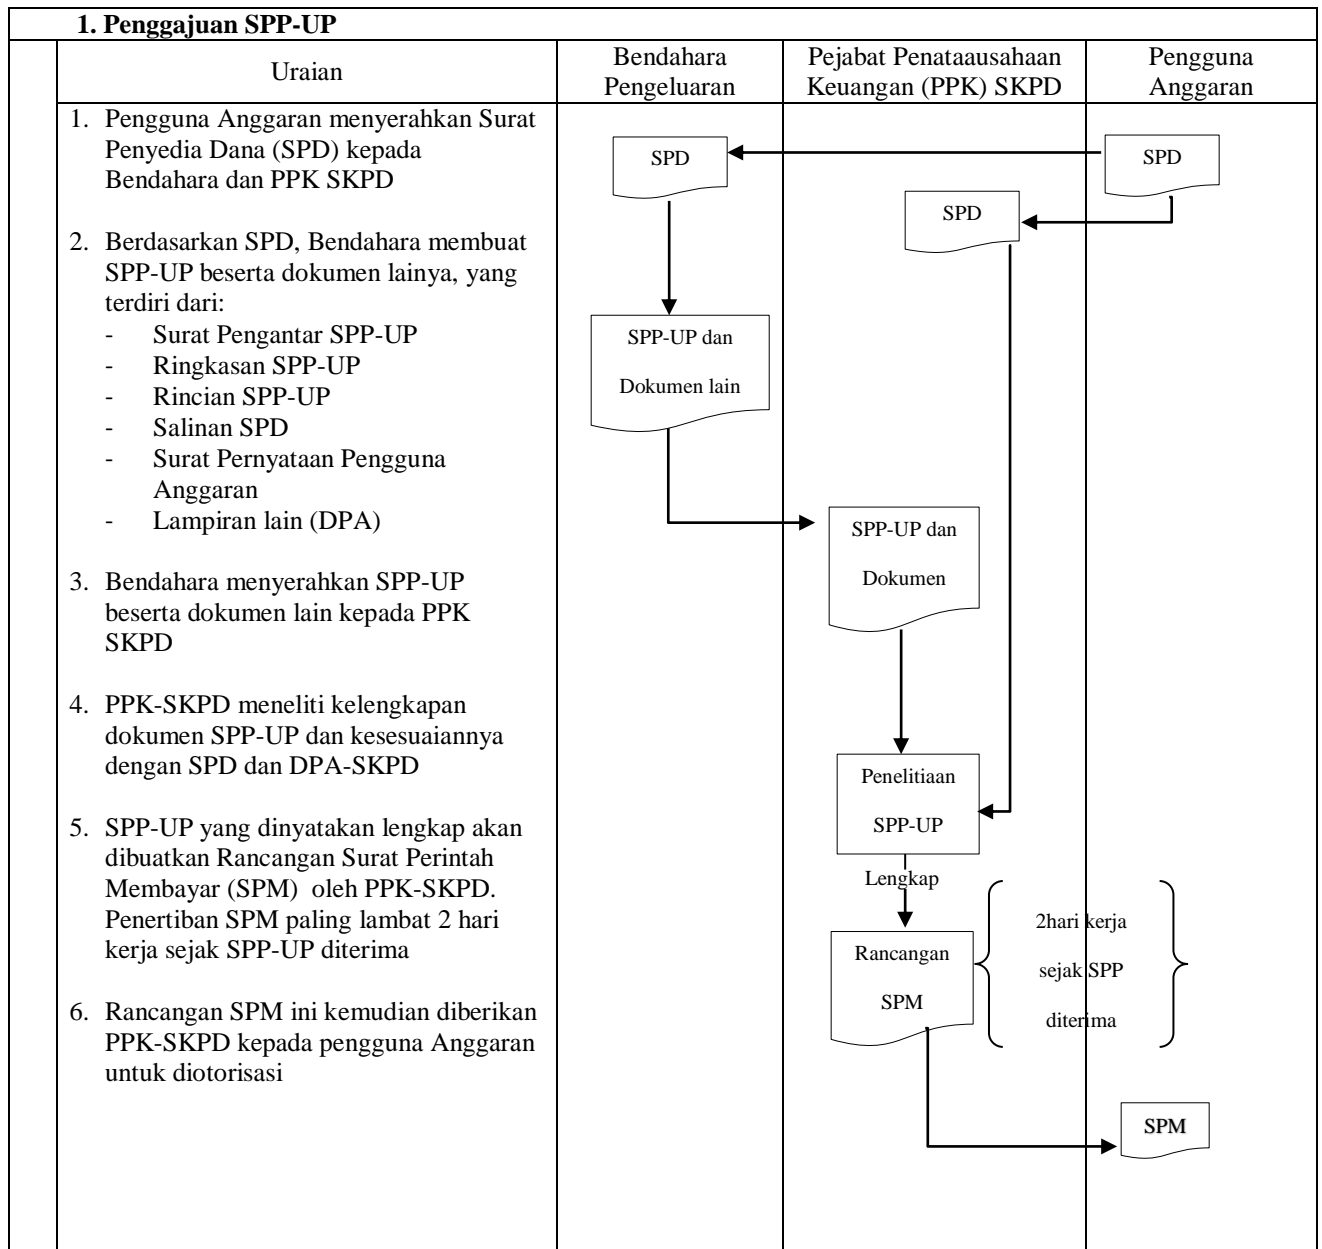 1. Penggajuan SPP-UP
Uraian
Bendahara
Pengeluaran
Pejabat Penataausahaan
Keuangan (PPK) SKPD
Pengguna
Anggaran
1. Pengguna Anggaran menyerahkan Surat
Penyedia Dana (SPD) kepada
Bendahara dan PPK SKPD
2. Berdasarkan SPD, Bendahara membuat
SPP-UP beserta dokumen lainya, yang
terdiri dari:
- Surat Pengantar SPP-UP
- Ringkasan SPP-UP
- Rincian SPP-UP
- Salinan SPD
- Surat Pernyataan Pengguna
Anggaran
- Lampiran lain (DPA)
3. Bendahara menyerahkan SPP-UP
beserta dokumen lain kepada PPK
SKPD
4. PPK-SKPD meneliti kelengkapan
dokumen SPP-UP dan kesesuaiannya
dengan SPD dan DPA-SKPD
5. SPP-UP yang dinyatakan lengkap akan
dibuatkan Rancangan Surat Perintah
Membayar (SPM) oleh PPK-SKPD.
Penertiban SPM paling lambat 2 hari
kerja sejak SPP-UP diterima
6. Rancangan SPM ini kemudian diberikan
PPK-SKPD kepada pengguna Anggaran
untuk diotorisasi
SPD
SPD
SPD
SPP-UP dan
Dokumen lain
SPP-UP dan
Dokumen
Penelitiaan
SPP-UP
Lengkap
Rancangan
SPM
2hari kerja
sejak SPP
diterima
SPM